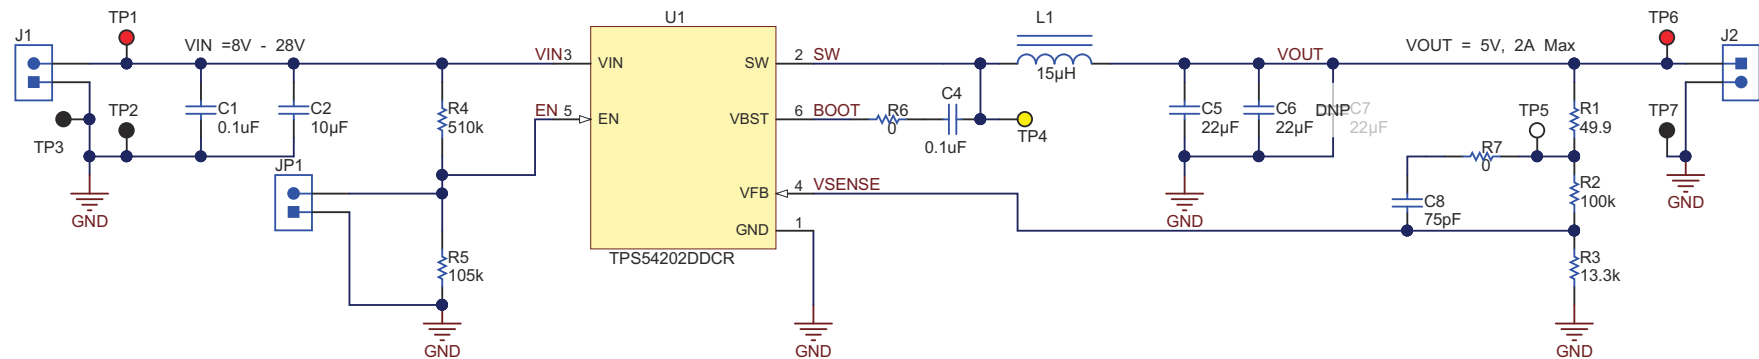 J1
TP1
VIN =8V - 28V
TP3
TP2
GND
C1
0.1uF
C2
10µF
JP1
R4
510k
R5
105k
GND
VIN
3
EN
5
U1
VIN
EN
SW
VBST
VFB
GND
TPS54202DDCR
2
SW
6
BOOT
4
VSENSE
1
GND
R6
0
C4
0.1uF
TP4
L1
15µH
C5
22µF
C6
22µF
DNP
C7
22µF
GND
VOUT
VOUT = 5V, 2A Max
TP5
R7
0
C8
75pF
R1
49.9
R2
100k
R3
13.3k
GND
TP6
J2
TP7
GND